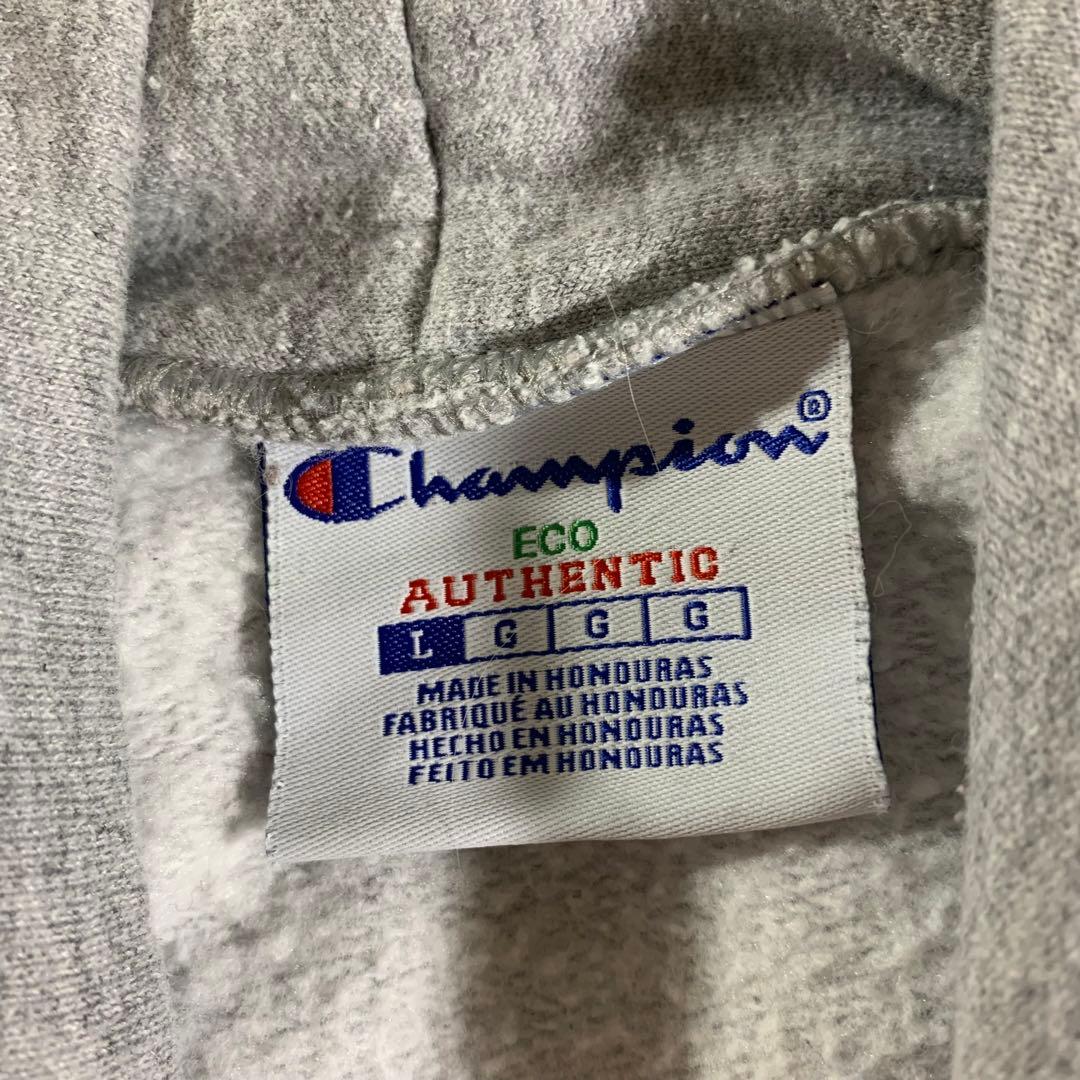 Champion®
ECO
AUTHENTIC
L G G G
MADE IN HONDURAS
FABRIQUÉ AU HONDURAS
HECHO EN HONDURAS
FEITO EM HONDURAS